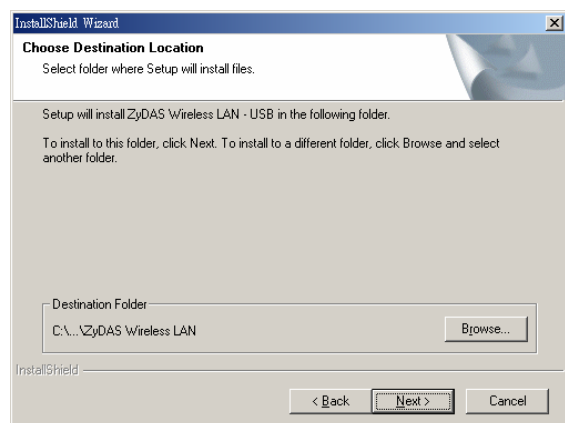 InstallShield Wizard
Choose Destination Location
Select folder where Setup will install files.
Setup will install ZyDAS Wireless LAN - USB in the following folder.
To install to this folder, click Next. To install to a different folder, click Browse and select
another folder.
Destination Folder
C:\...\ZyDAS Wireless LAN
Browse...
InstallShield
< Back
Next >
Cancel